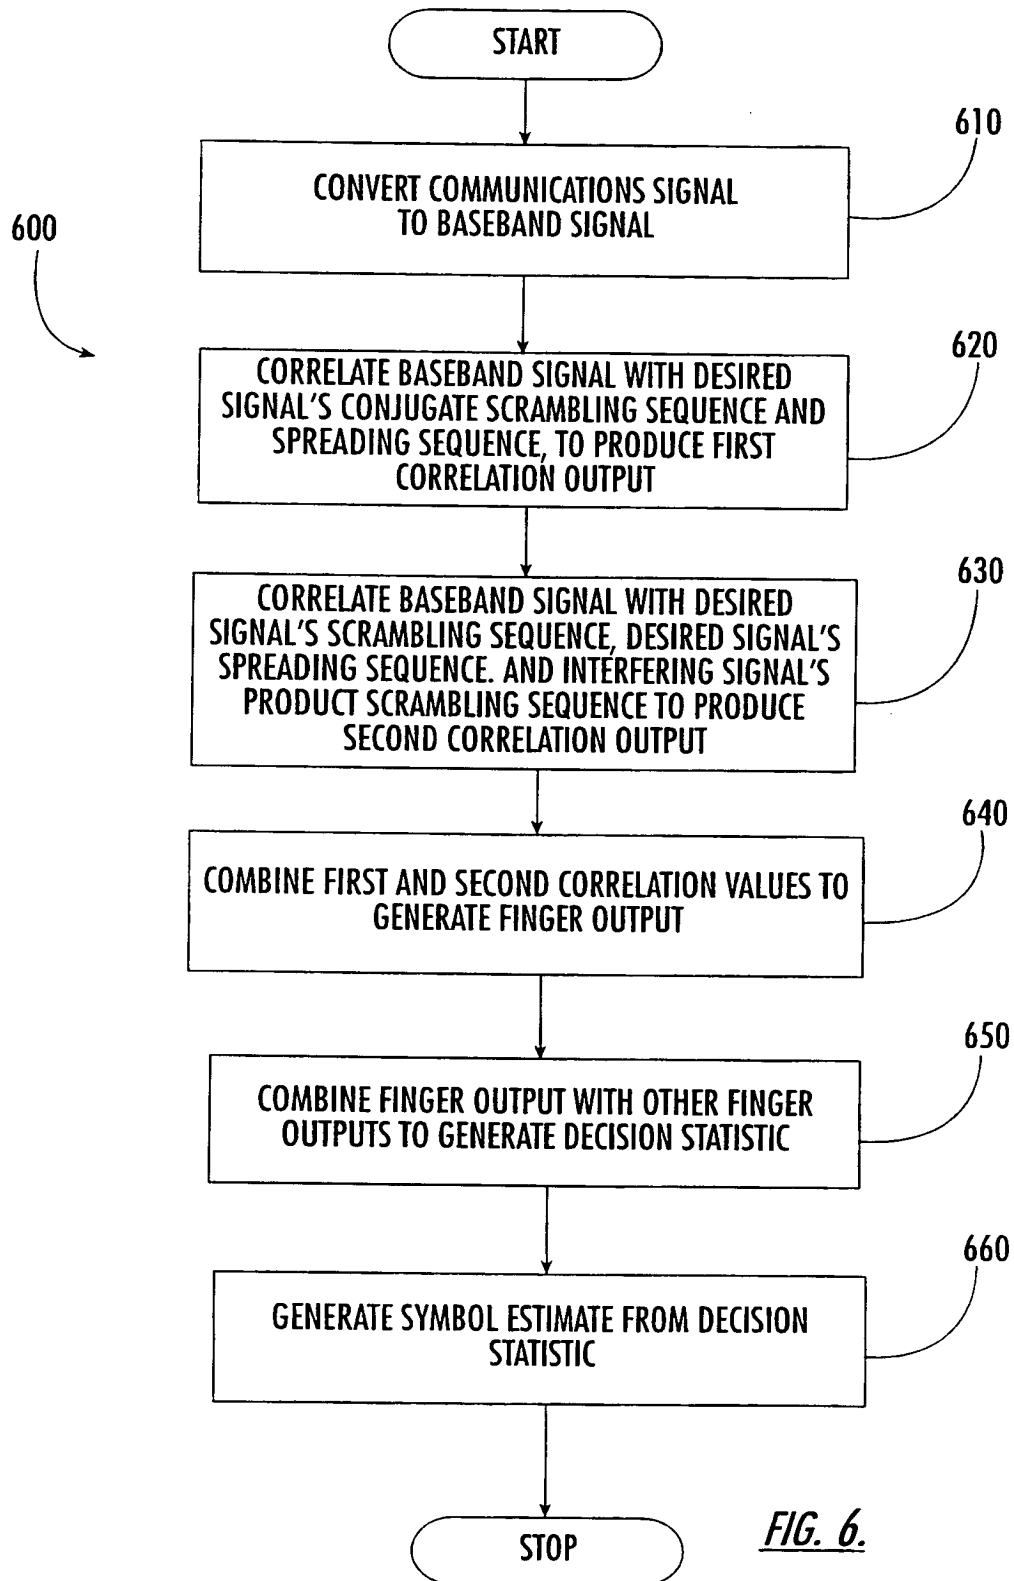 START
610
CONVERT COMMUNICATIONS SIGNAL
TO BASEBAND SIGNAL
600
620
CORRELATE BASEBAND SIGNAL WITH DESIRED
SIGNAL'S CONJUGATE SCRAMBLING SEQUENCE AND
SPREADING SEQUENCE, TO PRODUCE FIRST
CORRELATION OUTPUT
630
CORRELATE BASEBAND SIGNAL WITH DESIRED
SIGNAL'S SCRAMBLING SEQUENCE, DESIRED SIGNAL'S
SPREADING SEQUENCE. AND INTERFERING SIGNAL'S
PRODUCT SCRAMBLING SEQUENCE TO PRODUCE
SECOND CORRELATION OUTPUT
640
COMBINE FIRST AND SECOND CORRELATION VALUES TO
GENERATE FINGER OUTPUT
650
COMBINE FINGER OUTPUT WITH OTHER FINGER
OUTPUTS TO GENERATE DECISION STATISTIC
660
GENERATE SYMBOL ESTIMATE FROM DECISION
STATISTIC
STOP
FIG. 6.